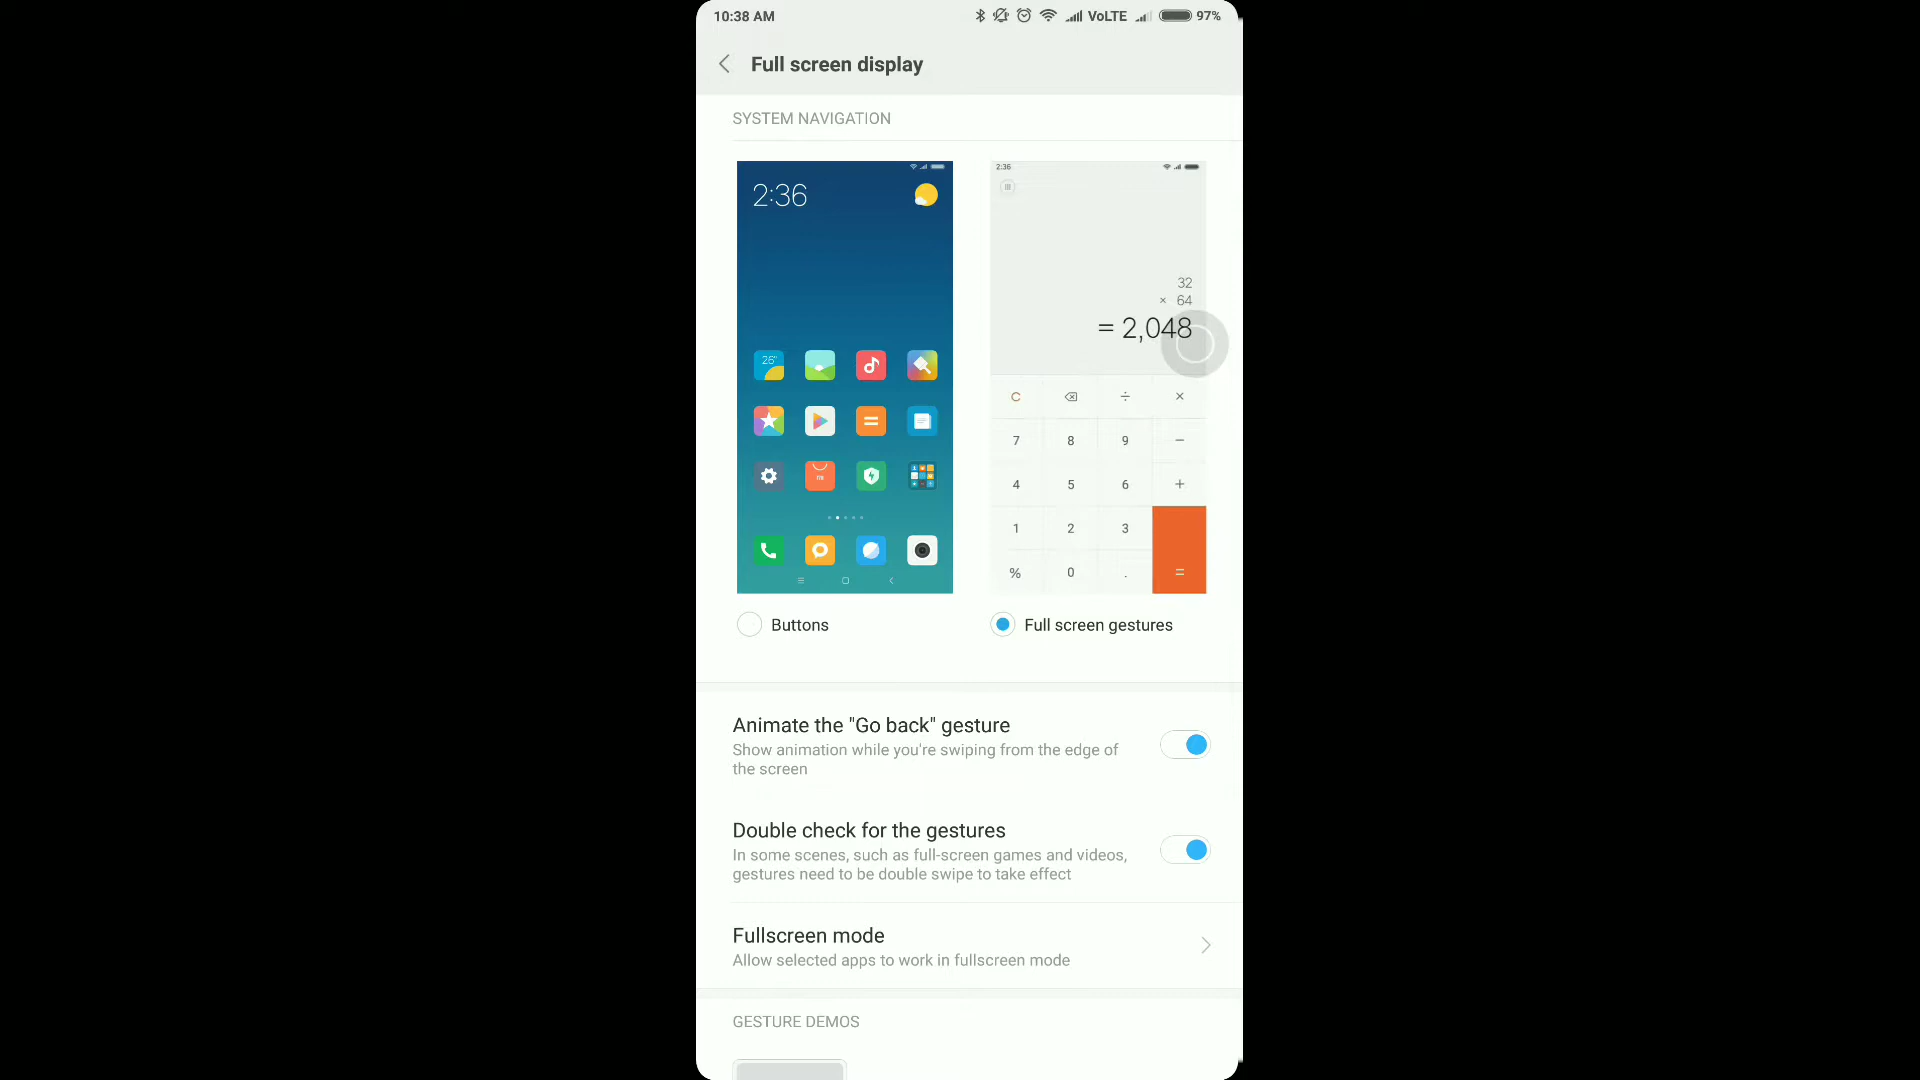 10:38 AM VoLTE 97%
Full screen display
SYSTEM NAVIGATION
2:36
26°
2:36
32
× 64
= 2,048
C ÷ ×
7 8 9 −
4 5 6 +
1 2 3
% 0 . =
Buttons
Full screen gestures
Animate the "Go back" gesture
Show animation while you're swiping from the edge of
the screen
Double check for the gestures
In some scenes, such as full-screen games and videos,
gestures need to be double swipe to take effect
Fullscreen mode
Allow selected apps to work in fullscreen mode
GESTURE DEMOS